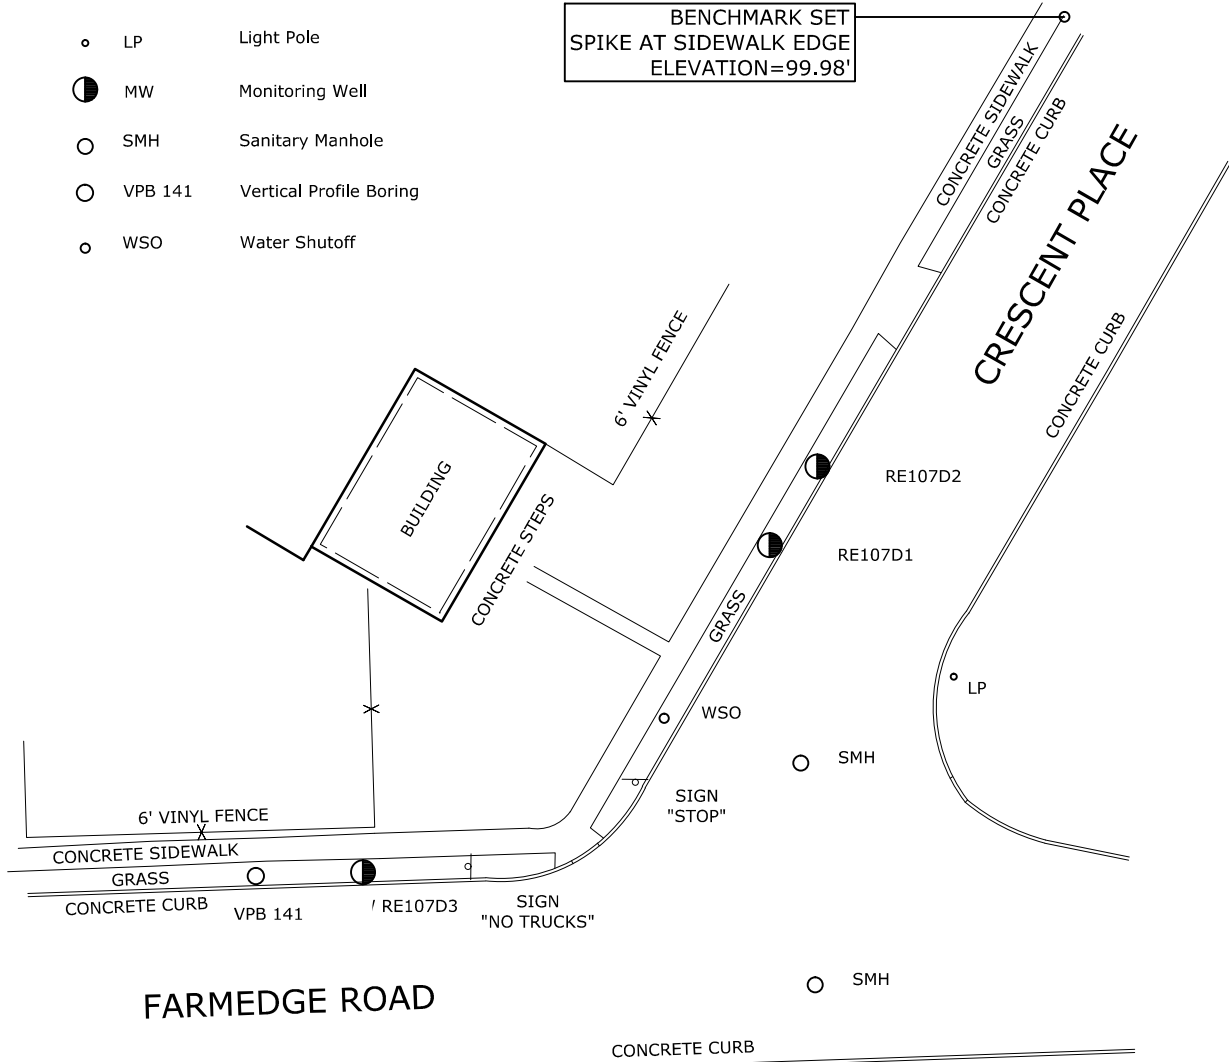 LP Light Pole
MW Monitoring Well
SMH Sanitary Manhole
VPB 141 Vertical Profile Boring
WSO Water Shutoff
BENCHMARK SET
SPIKE AT SIDEWALK EDGE
ELEVATION=99.98'
CONCRETE SIDEWALK
GRASS
CONCRETE CURB
CRESCENT PLACE
CONCRETE CURB
6' VINYL FENCE
BUILDING
CONCRETE STEPS
RE107D2
RE107D1
GRASS
LP
WSO
SMH
SIGN
"STOP"
6' VINYL FENCE
CONCRETE SIDEWALK
GRASS
CONCRETE CURB
VPB 141
RE107D3
SIGN
"NO TRUCKS"
SMH
FARMEDGE ROAD
CONCRETE CURB